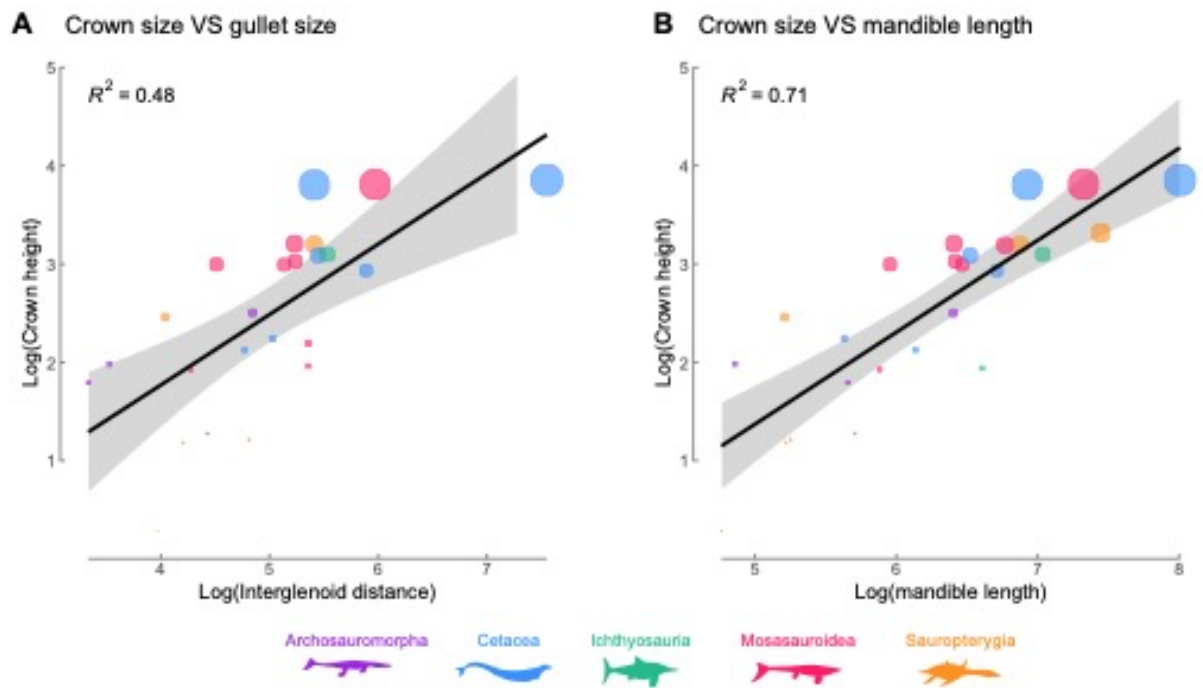 A Crown size VS gullet size
B Crown size VS mandible length
R² = 0.48
R² = 0.71
Log(Crown height)
5
4
3
2
1
Log(Crown height)
5
4
3
2
1
4 5 6 7
Log(Interglenoid distance)
5 6 7 8
Log(mandible length)
Archosauromorpha Cetacea Ichthyosauria Mosasauroidea Sauropterygia